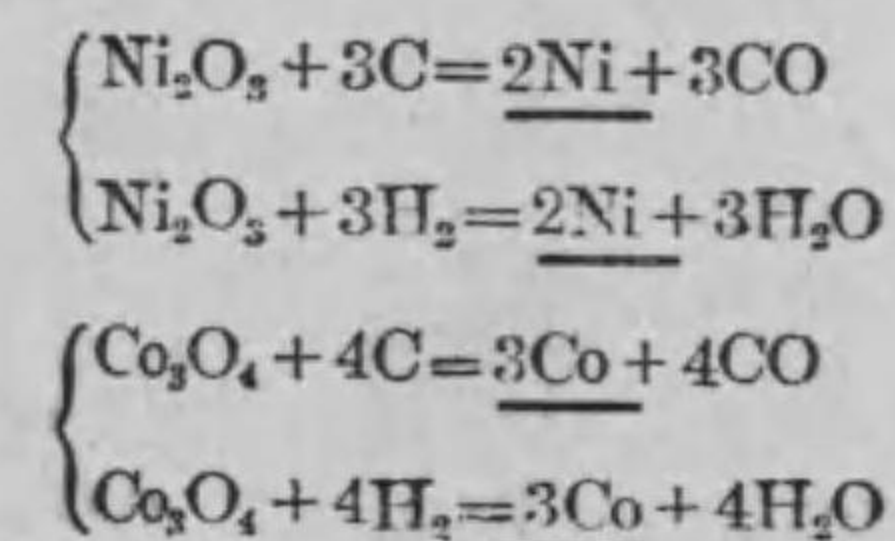 Ni₂O₃+3C=2Ni+3CO
Ni₂O₃+3H₂=2Ni+3H₂O
Co₃O₄+4C=3Co+4CO
Co₃O₄+4H₂=3Co+4H₂O